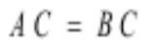 AC = BC